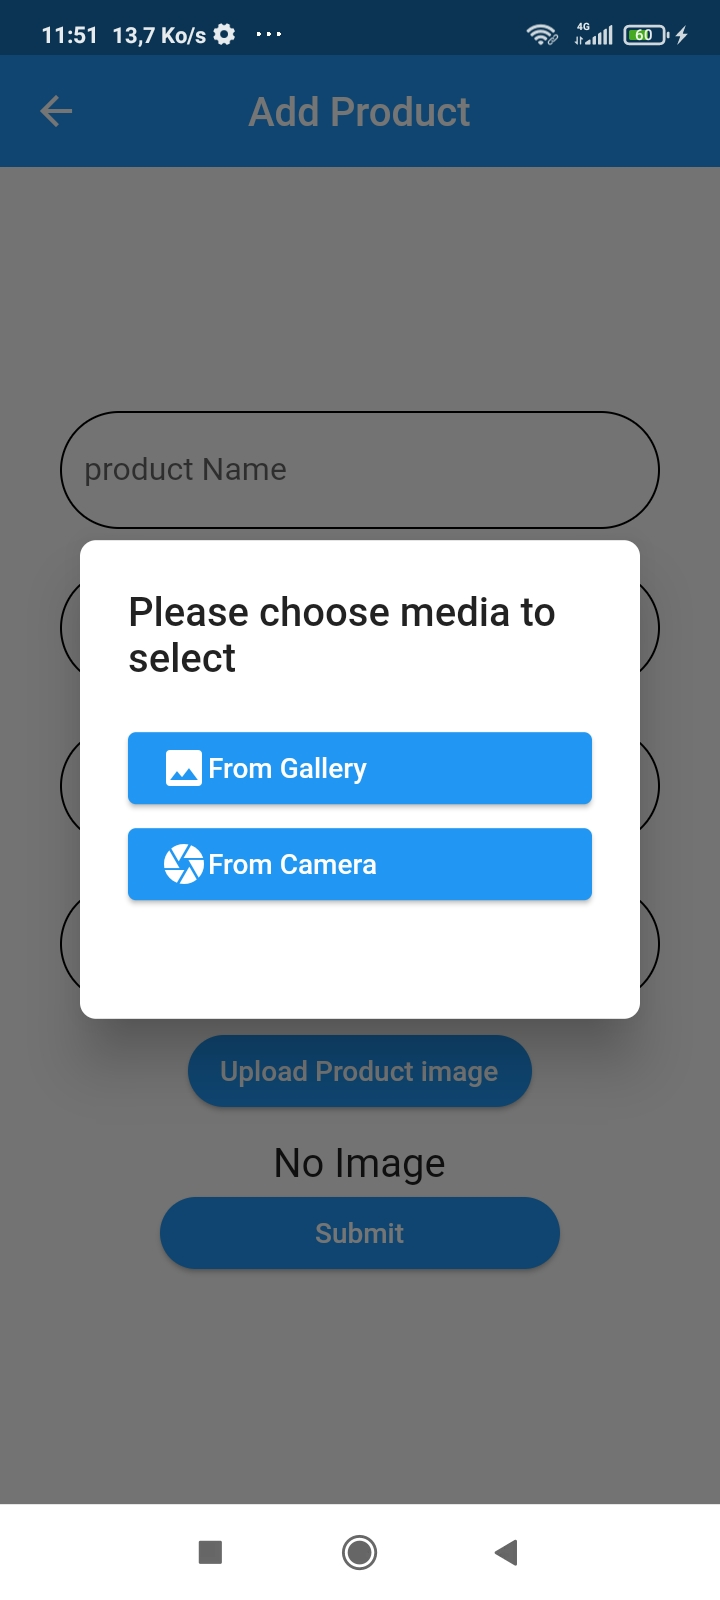 11:51 13,7 Ko/s ... 4G 60
Add Product
product Name
Please choose media to
select
From Gallery
From Camera
Upload Product image
No Image
Submit